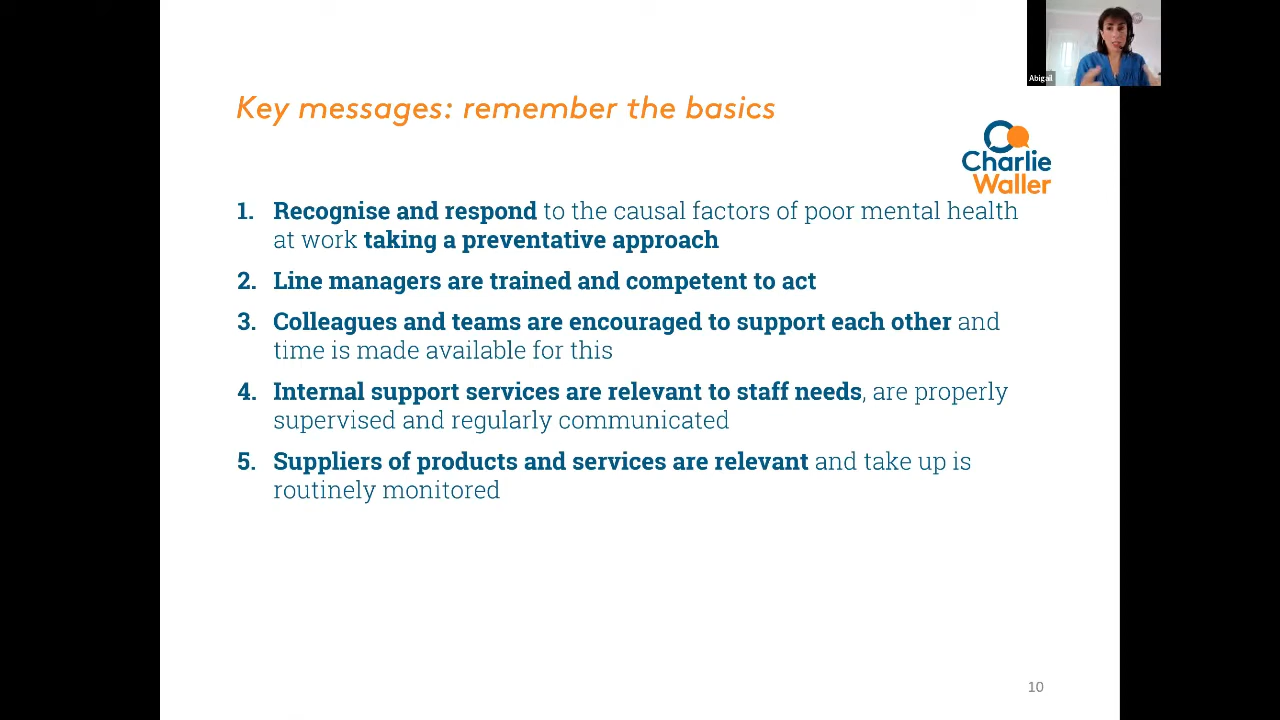 Abigail
Key messages: remember the basics
Charlie
Waller
1. Recognise and respond to the causal factors of poor mental health
at work taking a preventative approach
2. Line managers are trained and competent to act
3. Colleagues and teams are encouraged to support each other and
time is made available for this
4. Internal support services are relevant to staff needs, are properly
supervised and regularly communicated
5. Suppliers of products and services are relevant and take up is
routinely monitored
10